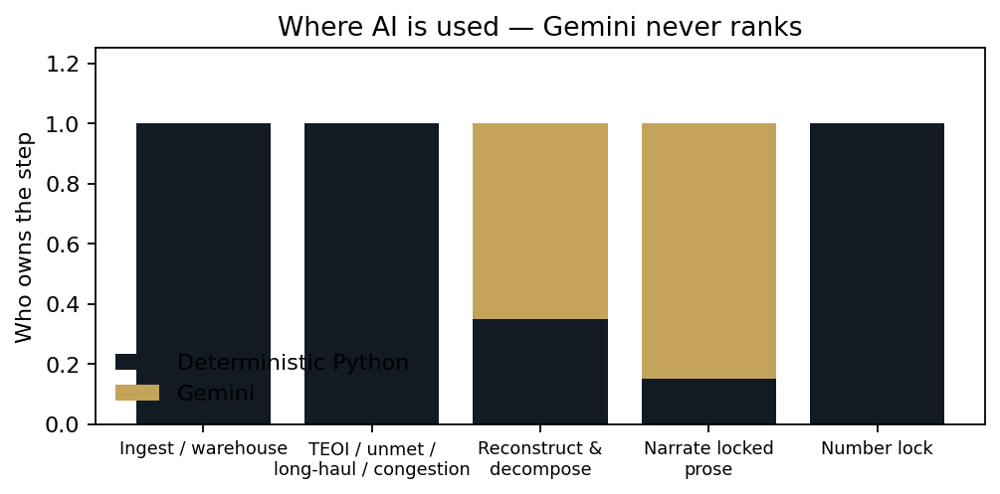 Where AI is used — Gemini never ranks
Who owns the step
1.2
1.0
0.8
0.6
0.4
0.2
0.0
Deterministic Python
Gemini
Ingest / warehouse
TEOI / unmet /
long-haul / congestion
Reconstruct &
decompose
Narrate locked
prose
Number lock